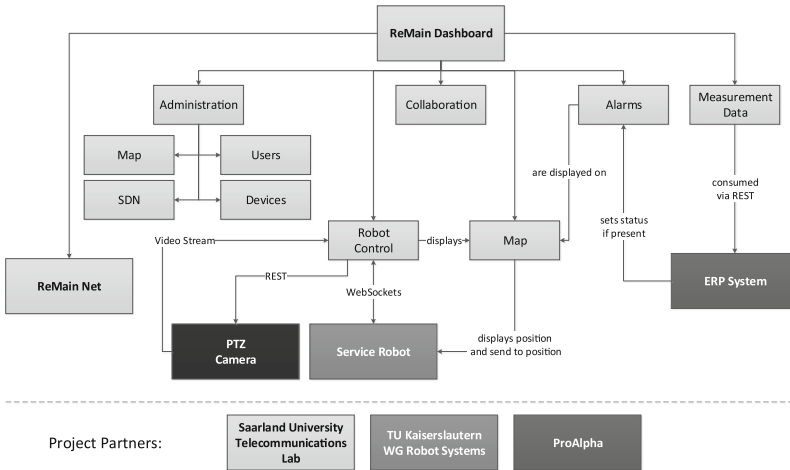 ReMain Dashboard
Administration
Collaboration
Alarms
Measurement
Data
Map
Users
SDN
Devices
are displayed on
consumed
via REST
sets status
if present
Video Stream
Robot
Control
displays
Map
ReMain Net
REST
WebSockets
ERP System
PTZ
Camera
Service Robot
displays position
and send to position
Project Partners:
Saarland University
Telecommunications
Lab
TU Kaiserslautern
WG Robot Systems
ProAlpha